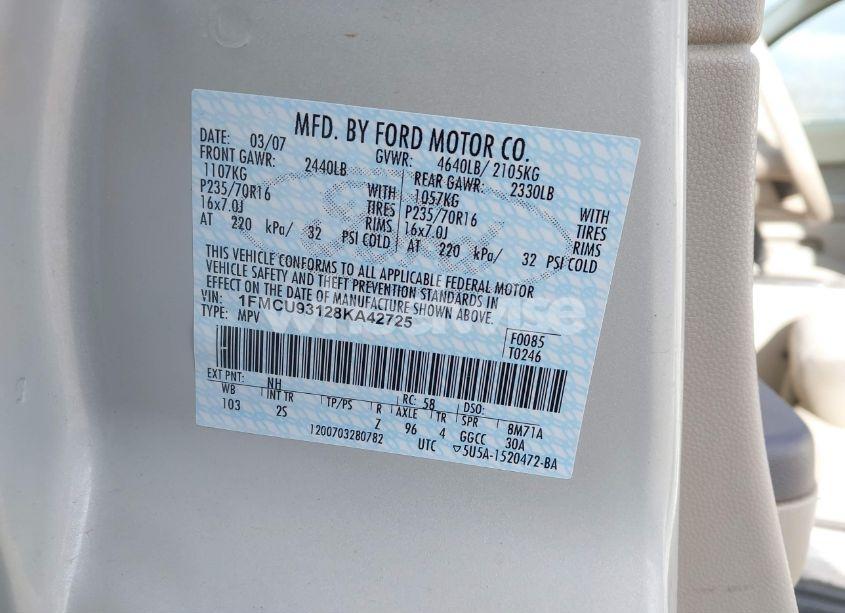 MFD. BY FORD MOTOR CO.
DATE: 03/07 GVWR: 4640LB/ 2105KG
FRONT GAWR: 2440LB REAR GAWR: 2330LB
1107KG WITH 1057KG WITH
P235/70R16 TIRES P235/70R16 TIRES
16x7.0J RIMS 16x7.0J RIMS
AT 220 kPa/ 32 PSI COLD AT 220 kPa/ 32 PSI COLD
THIS VEHICLE CONFORMS TO ALL APPLICABLE FEDERAL MOTOR
VEHICLE SAFETY AND THEFT PREVENTION STANDARDS IN
EFFECT ON THE DATE OF MANUFACTURE SHOWN ABOVE.
VIN: 1FMCU93128KA42725
TYPE: MPV
F0085
T0246
EXT PNT: NH RC: 58 DSO:
WB INT TR TP/PS R AXLE TR SPR BM71A
103 2S Z 96 4 GGCC 30A
1200703280782 UTC ▽5U5A-1520472-BA